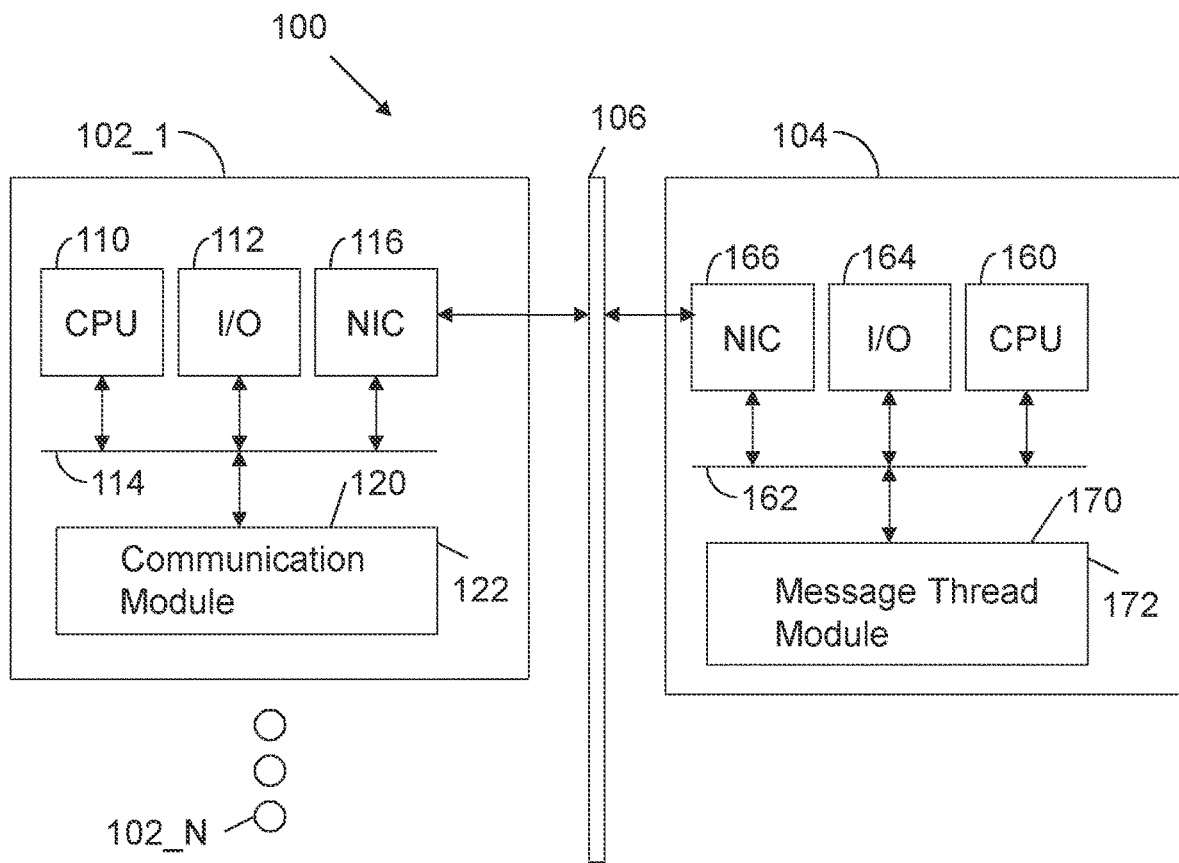 100
102_1
106
104
110
112
116
166
164
160
CPU
I/O
NIC
NIC
I/O
CPU
114
120
162
170
Communication
Module
122
Message Thread
Module
172
102_N